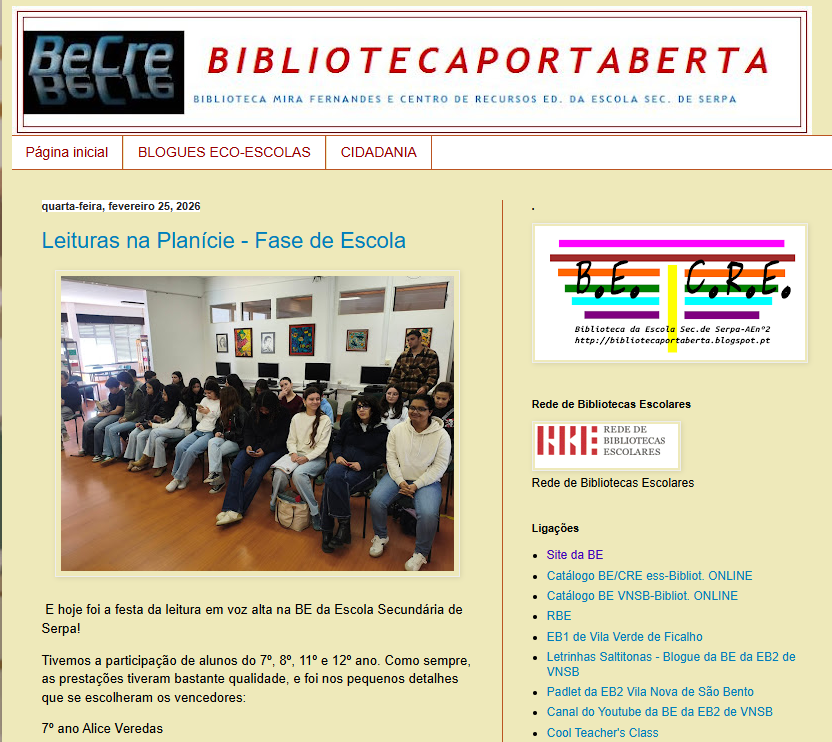 BeCre
BIBLIOTECAPORTABERTA
BIBLIOTECA MIRA FERNANDES E CENTRO DE RECURSOS ED. DA ESCOLA SEC. DE SERPA
Página inicial
BLOGUES ECO-ESCOLAS
CIDADANIA
quarta-feira, fevereiro 25, 2026
Leituras na Planície - Fase de Escola
E hoje foi a festa da leitura em voz alta na BE da Escola Secundária de
Serpa!
Tivemos a participação de alunos do 7º, 8º, 11º e 12º ano. Como sempre,
as prestações tiveram bastante qualidade, e foi nos pequenos detalhes
que se escolheram os vencedores:
7º ano Alice Veredas
.
B.E. C.R.E.
Biblioteca da Escola Sec.de Serpa-AEnº2
http://bibliotecaportaberta.blogspot.pt
Rede de Bibliotecas Escolares
REDE DE
BIBLIOTECAS
ESCOLARES
Rede de Bibliotecas Escolares
Ligações
Site da BE
Catálogo BE/CRE ess-Bibliot. ONLINE
Catálogo BE VNSB-Bibliot. ONLINE
RBE
EB1 de Vila Verde de Ficalho
Letrinhas Saltitonas - Blogue da BE da EB2 de
VNSB
Padlet da EB2 Vila Nova de São Bento
Canal do Youtube da BE da EB2 de VNSB
Cool Teacher's Class